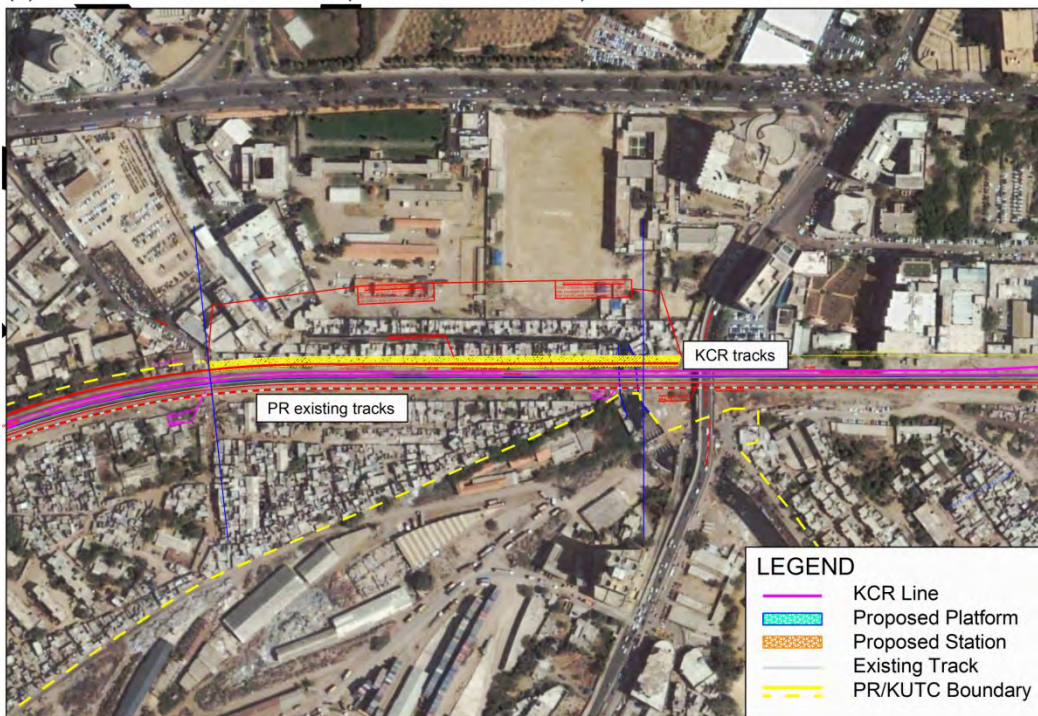 KCR tracks
PR existing tracks
LEGEND
KCR Line
Proposed Platform
Proposed Station
Existing Track
PR/KUTC Boundary